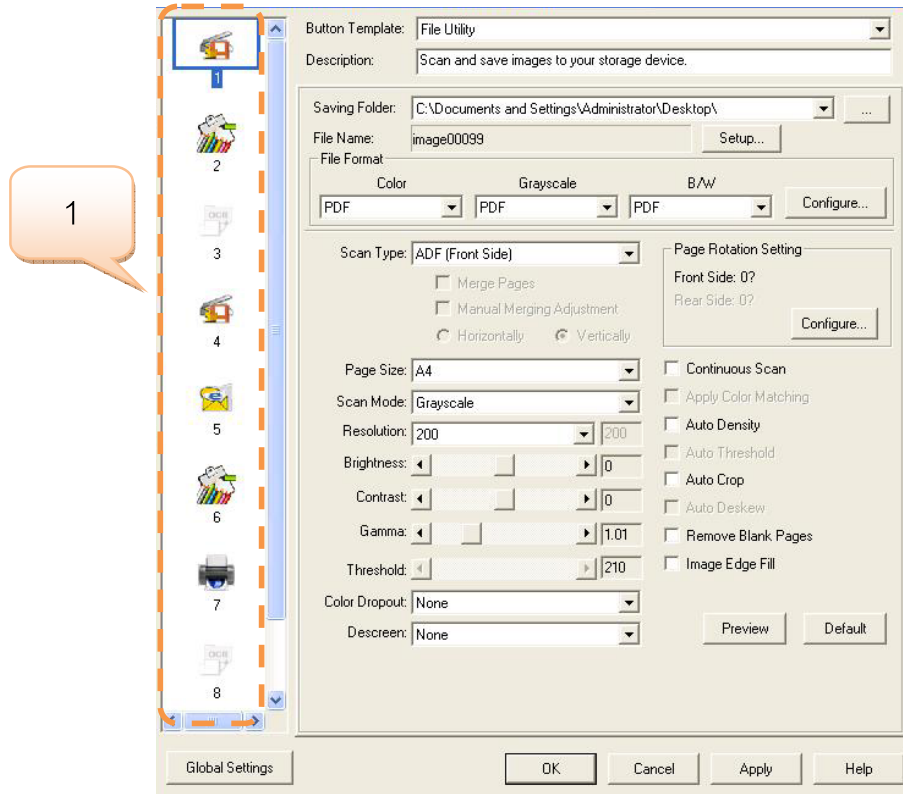 1
1
2
3
4
5
6
7
8
Button Template: File Utility
Description: Scan and save images to your storage device.
Saving Folder: C:\Documents and Settings\Administrator\Desktop\ ...
File Name: image00099 Setup...
File Format
Color Grayscale B/W
PDF PDF PDF Configure...
Scan Type: ADF (Front Side)
Merge Pages
Manual Merging Adjustment
Horizontally Vertically
Page Rotation Setting
Front Side: 0?
Rear Side: 0?
Configure...
Page Size: A4
Scan Mode: Grayscale
Resolution: 200 200
Brightness: 0
Contrast: 0
Gamma: 1.01
Threshold: 210
Color Dropout: None
Descreen: None
Continuous Scan
Apply Color Matching
Auto Density
Auto Threshold
Auto Crop
Auto Deskew
Remove Blank Pages
Image Edge Fill
Preview Default
Global Settings OK Cancel Apply Help